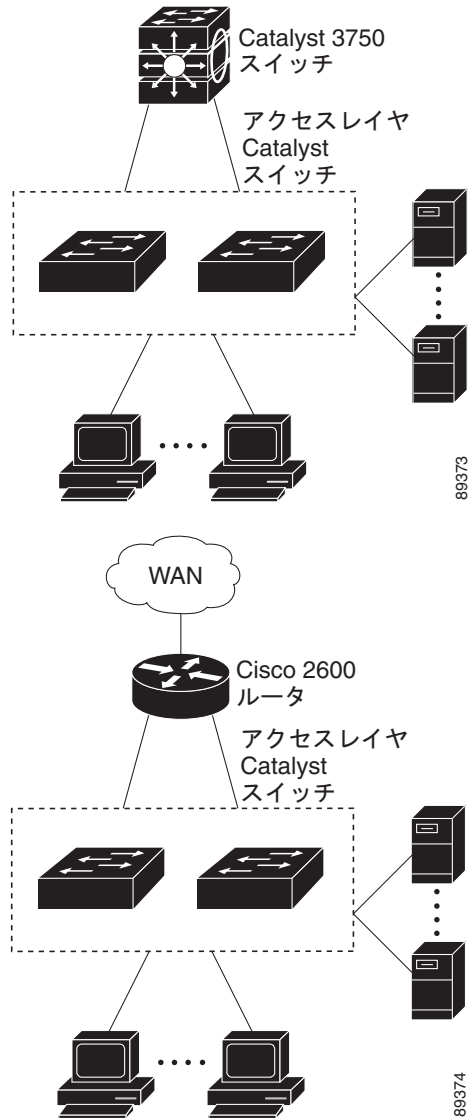 Catalyst 3750
スイッチ
アクセスレイヤ
Catalyst
スイッチ
89373
WAN
Cisco 2600
ルータ
アクセスレイヤ
Catalyst
スイッチ
89374